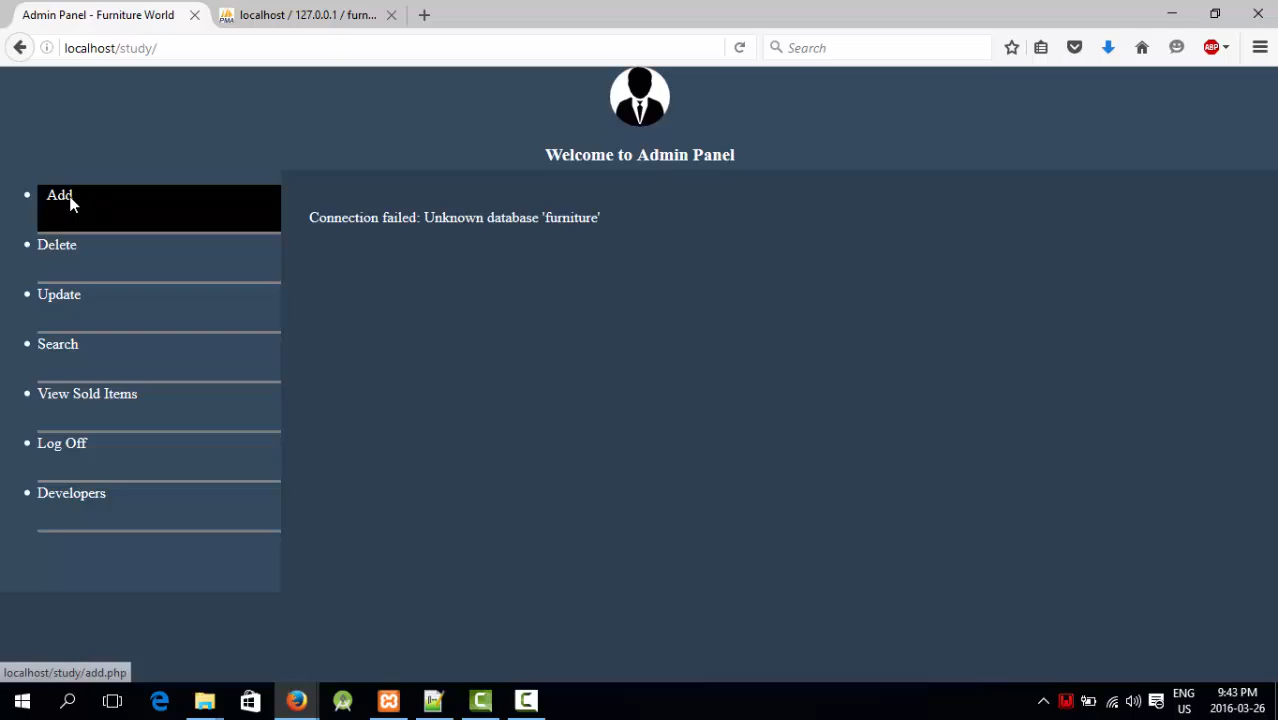 Admin Panel - Furniture World
PMA
localhost / 127.0.0.1 / furn...
localhost/study/
Search
ABP
Welcome to Admin Panel
Add
Connection failed: Unknown database 'furniture'
Delete
Update
Search
View Sold Items
Log Off
Developers
localhost/study/add.php
ENG
US
9:43 PM
2016-03-26